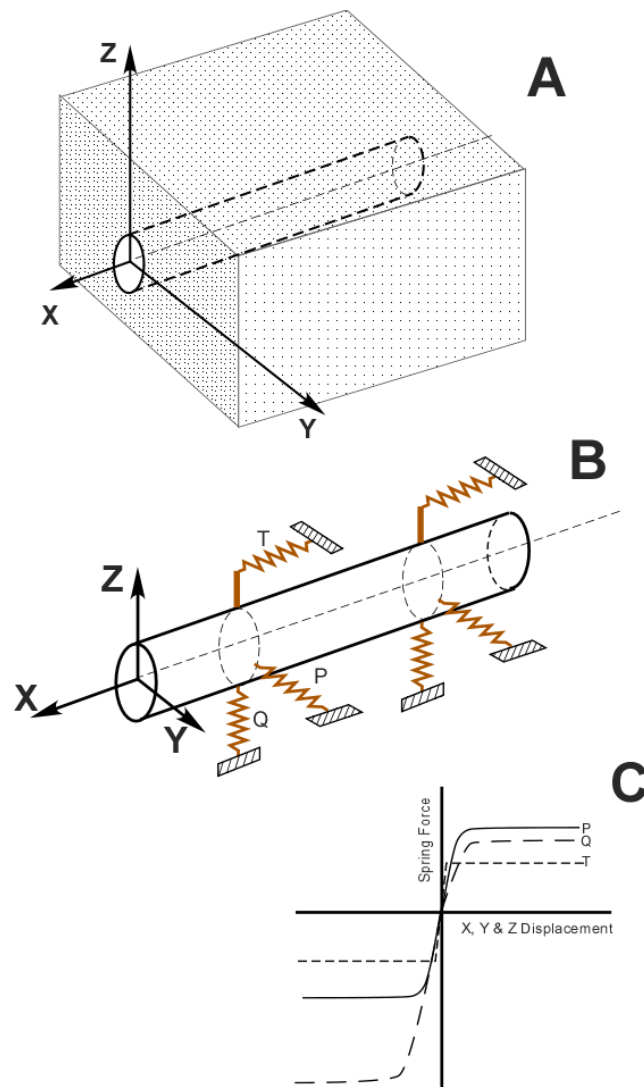 A
Z
X
Y
B
T
Z
P
X
Q
Y
C
Spring Force
P
Q
T
X, Y & Z Displacement